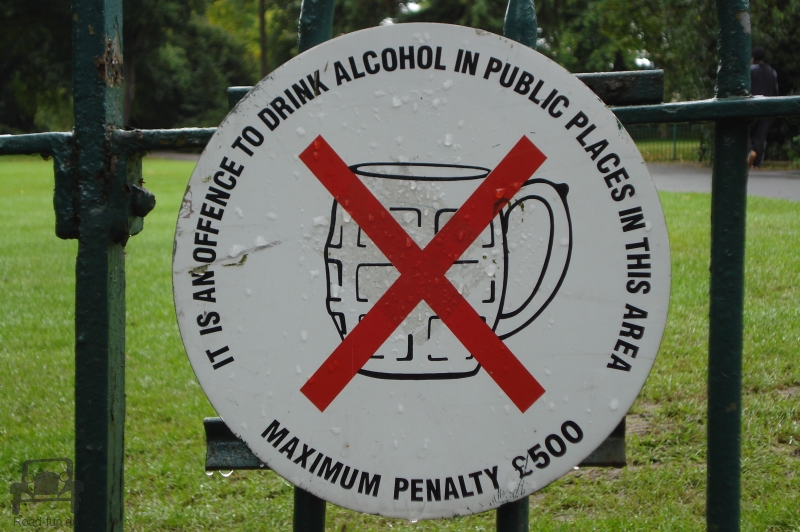 IT IS AN OFFENCE TO DRINK ALCOHOL IN PUBLIC PLACES IN THIS AREA
MAXIMUM PENALTY £500